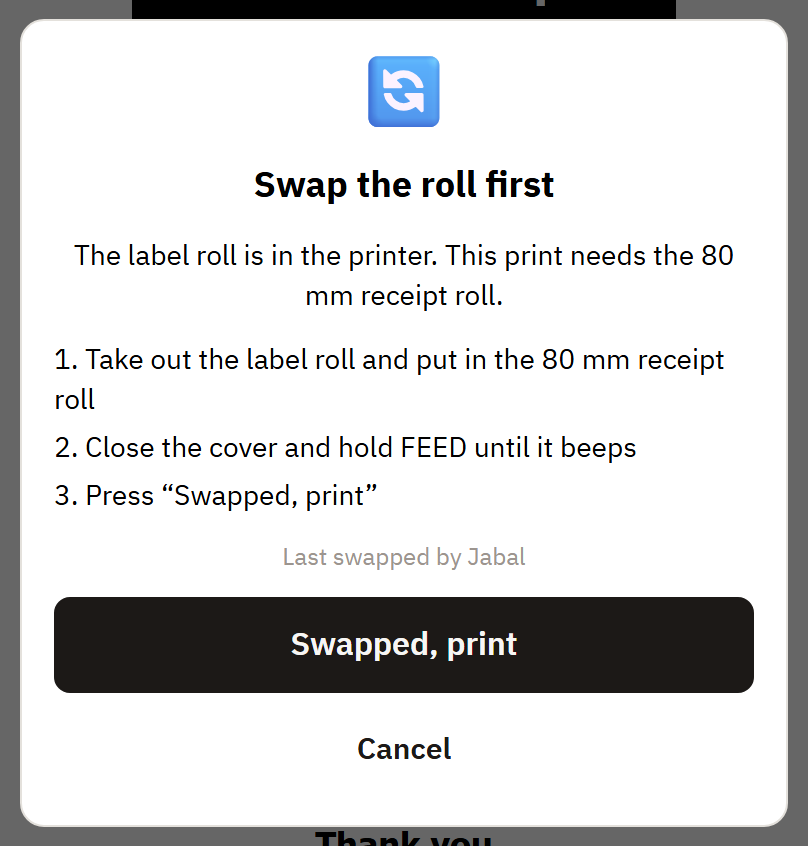 Swap the roll first
The label roll is in the printer. This print needs the 80
mm receipt roll.
1. Take out the label roll and put in the 80 mm receipt
roll
2. Close the cover and hold FEED until it beeps
3. Press “Swapped, print”
Last swapped by Jabal
Swapped, print
Cancel
Thank you